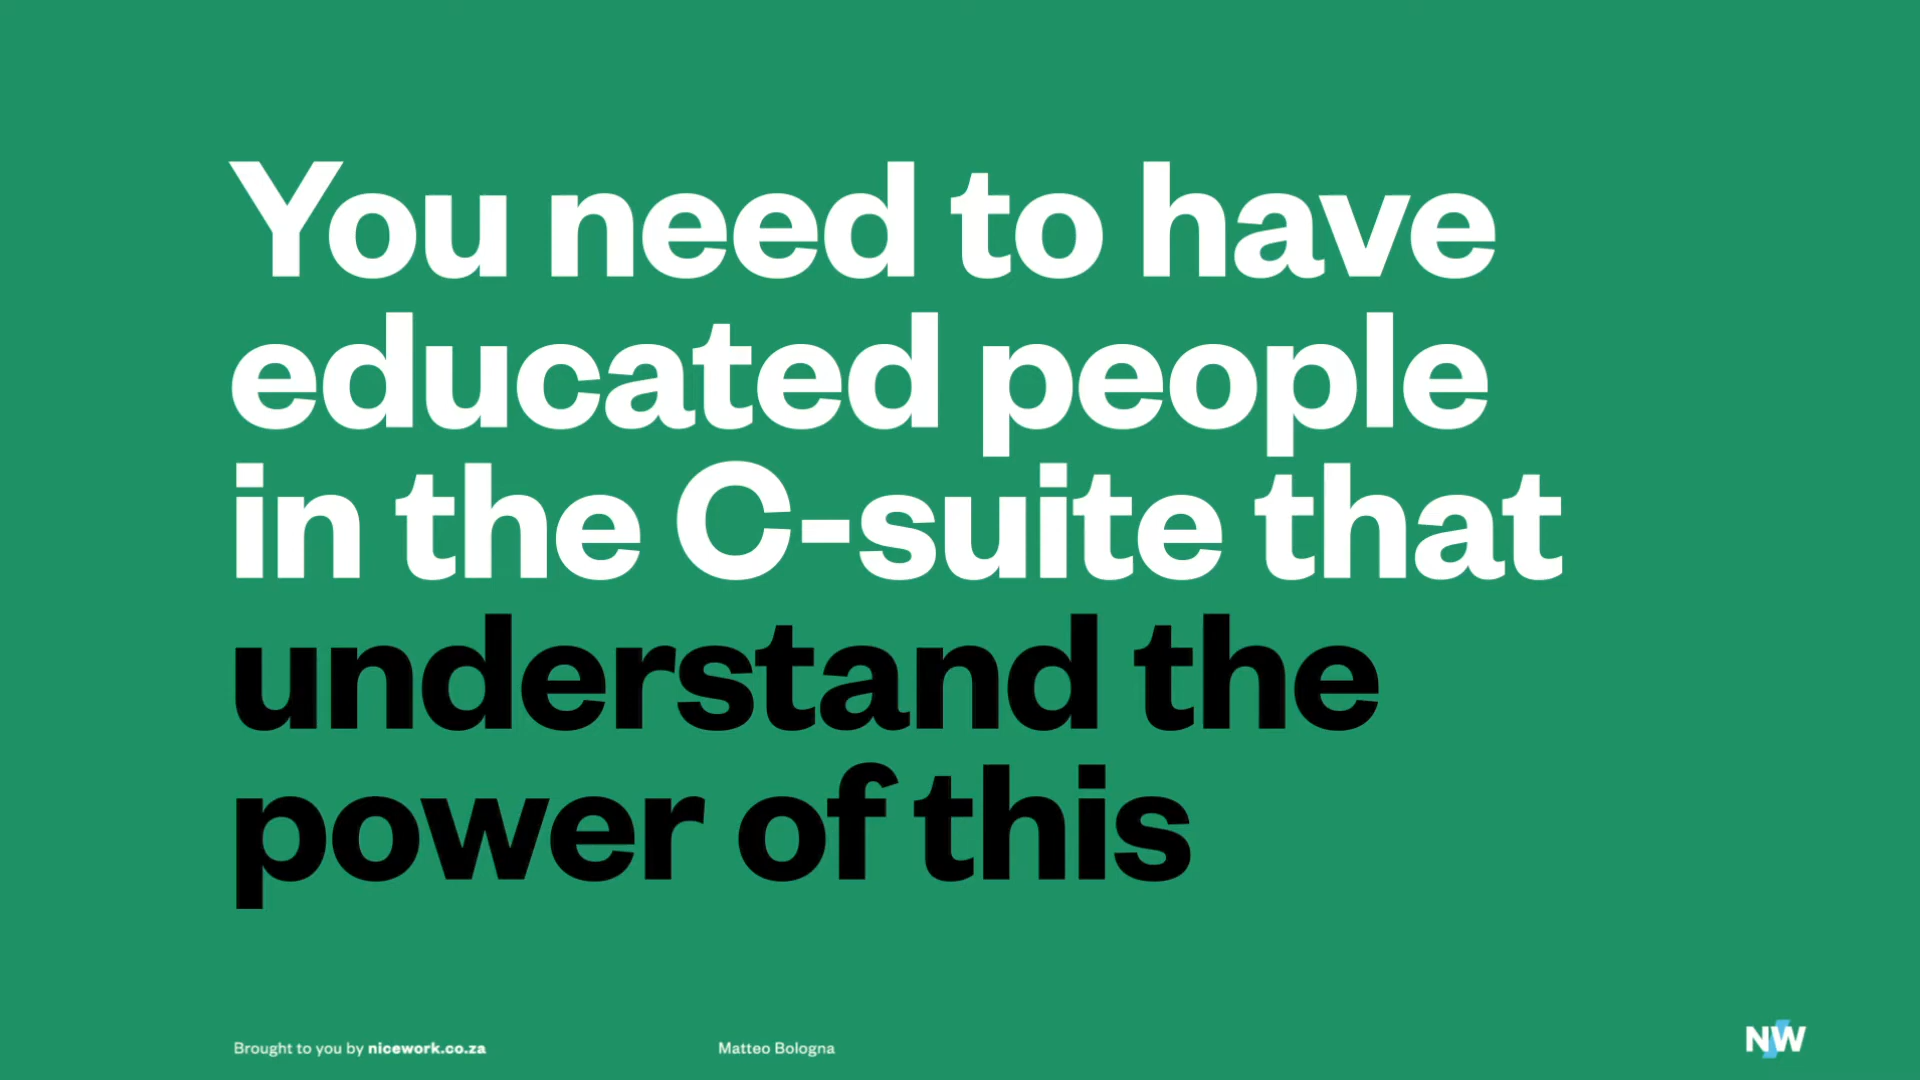 You need to have
educated people
in the C-suite that
understand the
power of this
Brought to you by nicework.co.za
Matteo Bologna
NW